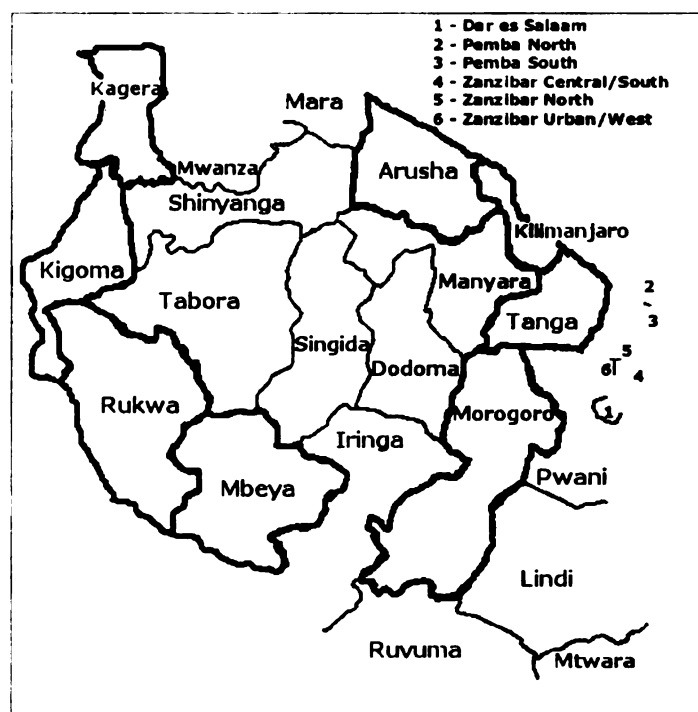 1 - Dar es Salaam
2 - Pemba North
3 - Pemba South
4 - Zanzibar Central/South
5 - Zanzibar North
6 - Zanzibar Urban/West
Kagera
Mara
Mwanza
Arusha
Shinyanga
Kilimanjaro
Kigoma
Manyara
Tabora
2
Tanga
3
Singida
5
Dodoma
6
4
Rukwa
Morogoro
1
Iringa
Pwani
Mbeya
Lindi
Ruvuma
Mtwara